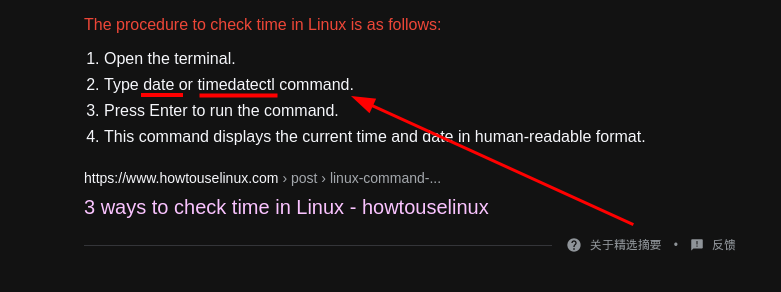 The procedure to check time in Linux is as follows:
1. Open the terminal.
2. Type date or timedatectl command.
3. Press Enter to run the command.
4. This command displays the current time and date in human-readable format.
https://www.howtouselinux.com › post › linux-command-...
3 ways to check time in Linux - howtouselinux
关于精选摘要 • 反馈